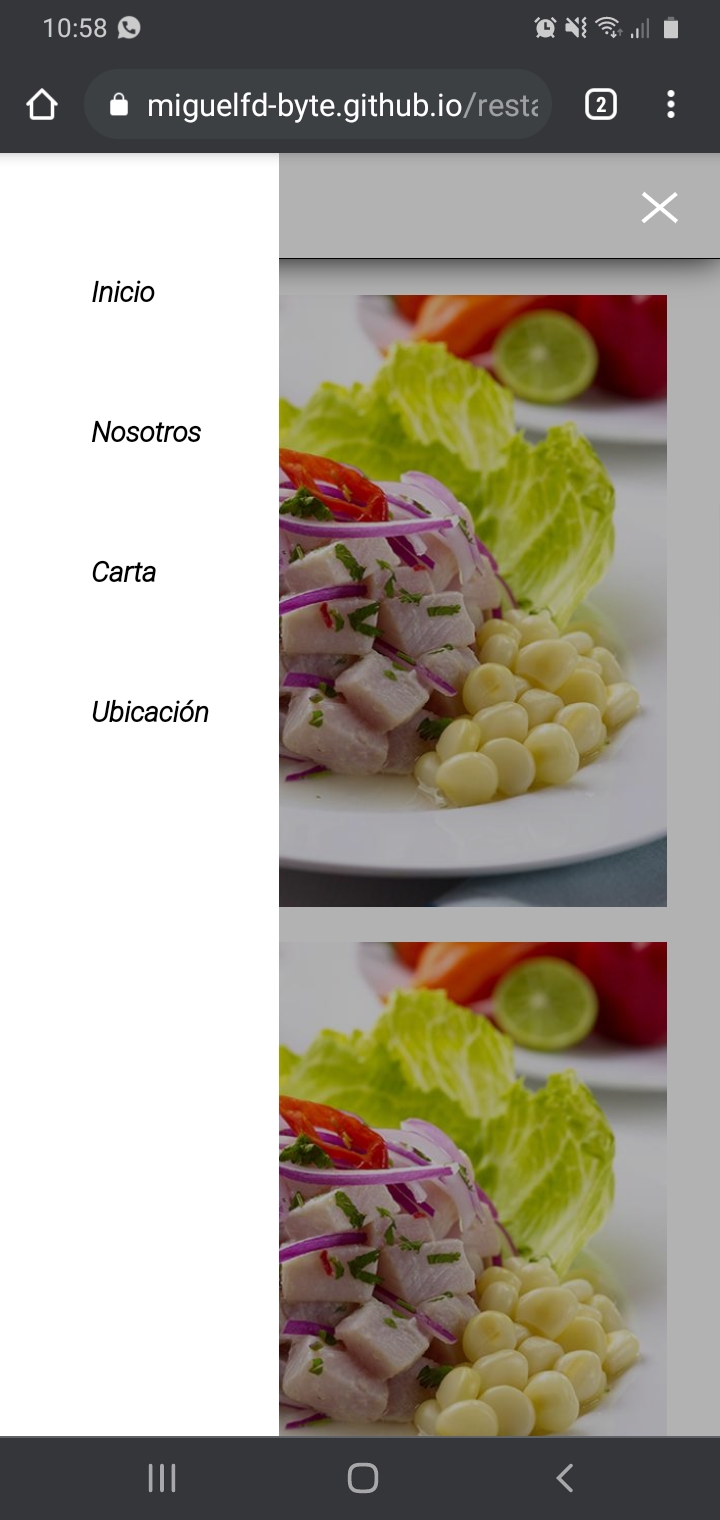 10:58
2
miguelfd-byte.github.io/resta
Inicio
Nosotros
Carta
Ubicación